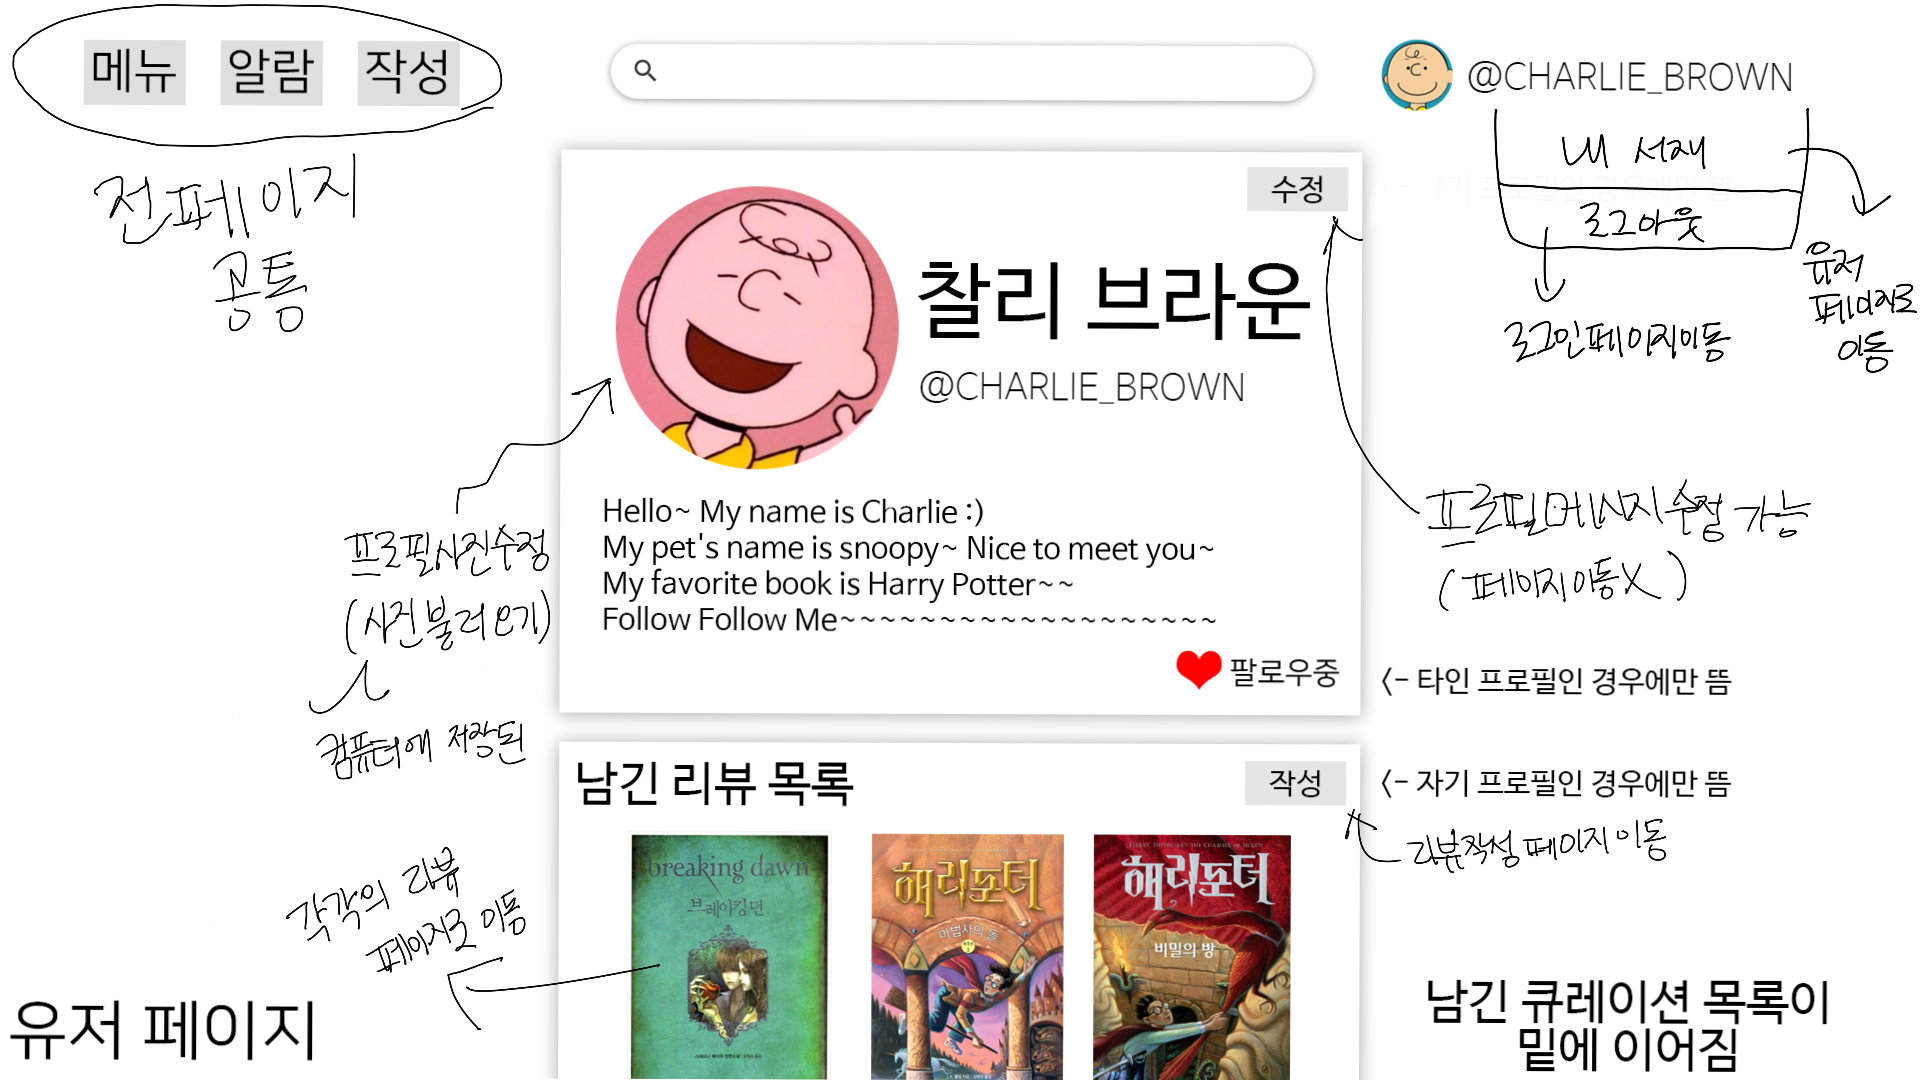 메뉴 알람 작성
@CHARLIE_BROWN
전페이지
공통
내 서재
로그아웃
유저
페이지로
이동
로그인페이지이동
수정
찰리 브라운
@CHARLIE_BROWN
Hello~ My name is Charlie :)
My pet's name is snoopy~ Nice to meet you~
My favorite book is Harry Potter~~
Follow Follow Me~~~~~~~~~~~~~~~~~~~
팔로우중
<- 타인 프로필인 경우에만 뜸
프로필메시지수정 가능
(페이지이동X)
프로필사진수정
(사진불러오기)
컴퓨터에 저장된
남긴 리뷰 목록
작성
<- 자기 프로필인 경우에만 뜸
리뷰작성페이지이동
각각의 리뷰
페이지로 이동
breaking dawn
브레이킹 던
해리포터
마법사의 돌
해리포터
비밀의 방
유저 페이지
남긴 큐레이션 목록이
밑에 이어짐